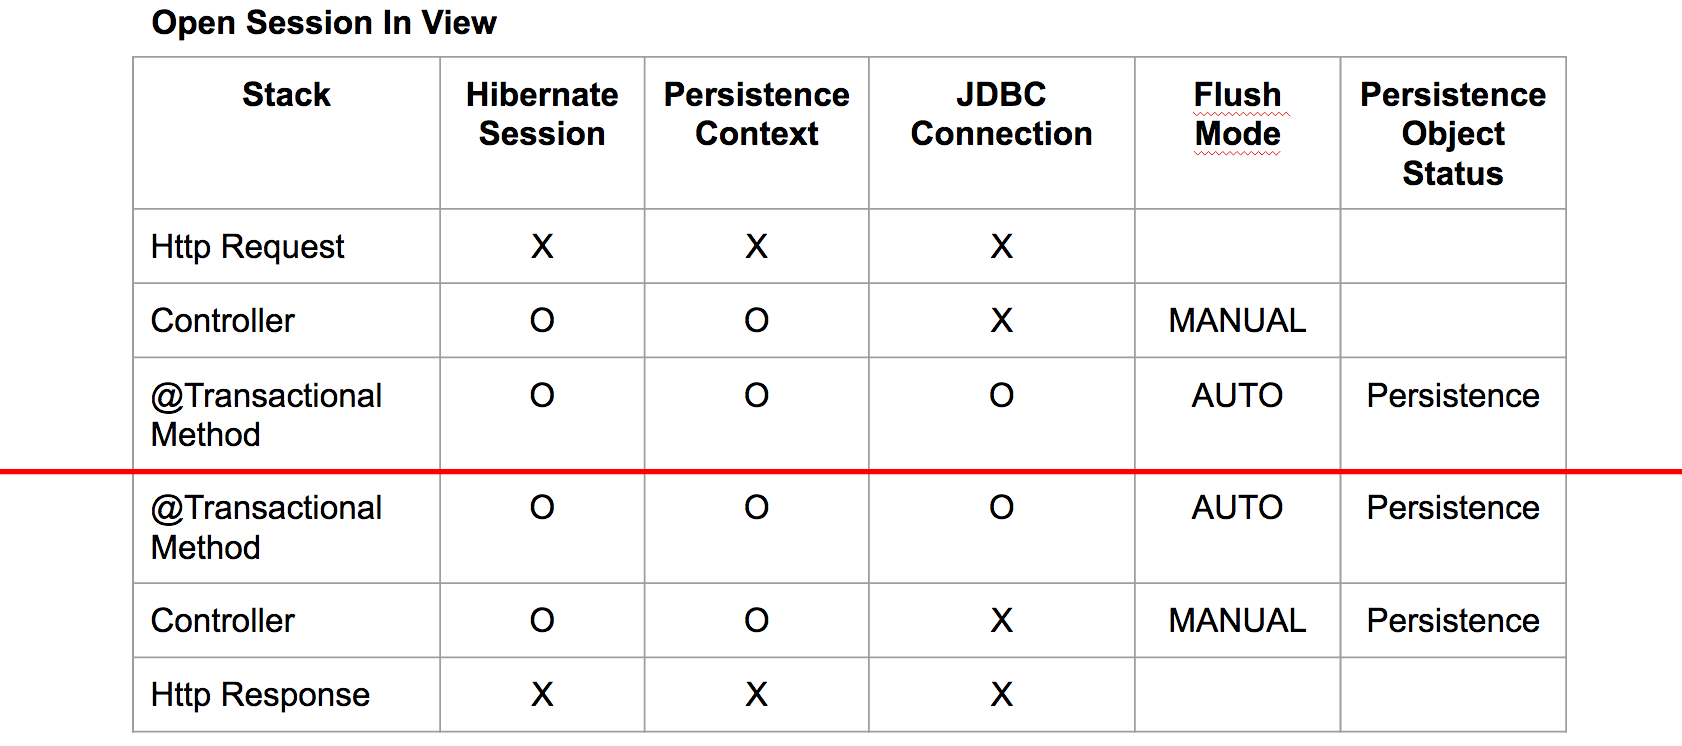 Open Session In View
Stack Hibernate Session Persistence Context JDBC Connection Flush Mode Persistence Object Status
Http Request X X X
Controller O O X MANUAL
@Transactional Method O O O AUTO Persistence
@Transactional Method O O O AUTO Persistence
Controller O O X MANUAL Persistence
Http Response X X X